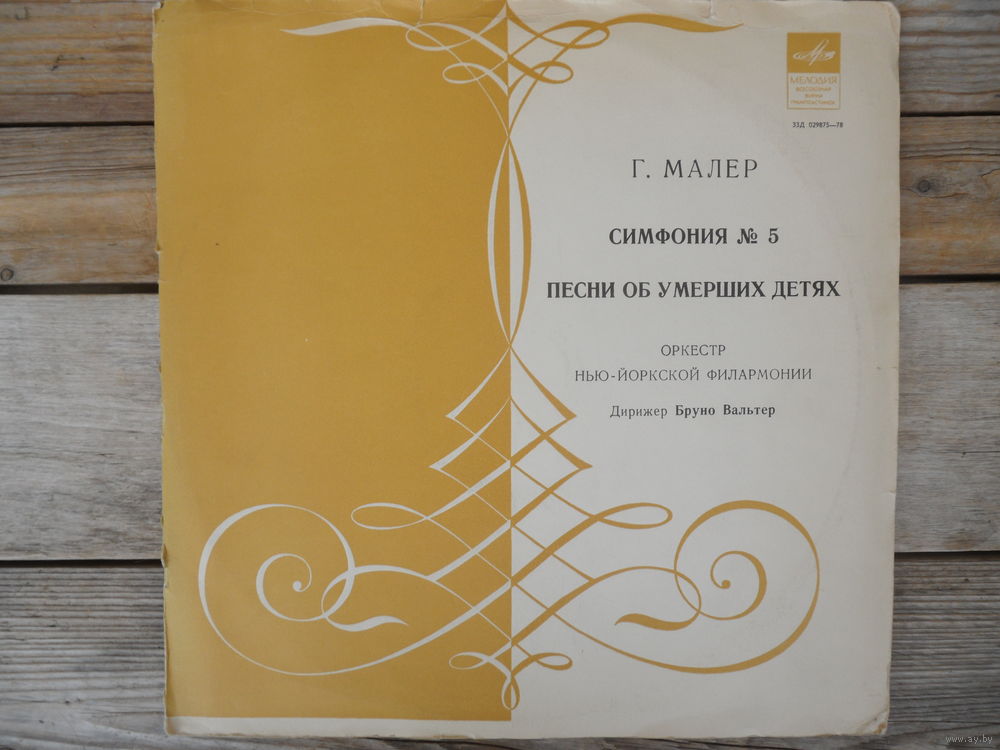 МЕЛОДИЯ
ВСЕСОЮЗНАЯ
ФИРМА
ГРАМПЛАСТИНОК
33Д 029875—78
Г. МАЛЕР
СИМФОНИЯ № 5
ПЕСНИ ОБ УМЕРШИХ ДЕТЯХ
ОРКЕСТР
НЬЮ-ЙОРКСКОЙ ФИЛАРМОНИИ
Дирижер Бруно Вальтер
www.ay.by